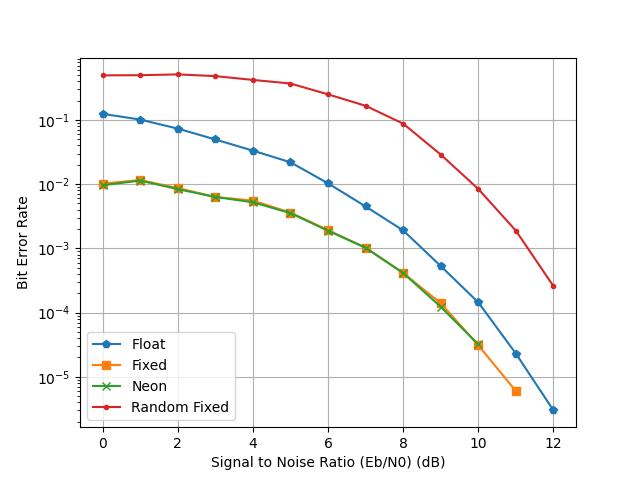 10⁻¹
10⁻²
10⁻³
10⁻⁴
10⁻⁵
Bit Error Rate
Float
Fixed
Neon
Random Fixed
0 2 4 6 8 10 12
Signal to Noise Ratio (Eb/N0) (dB)